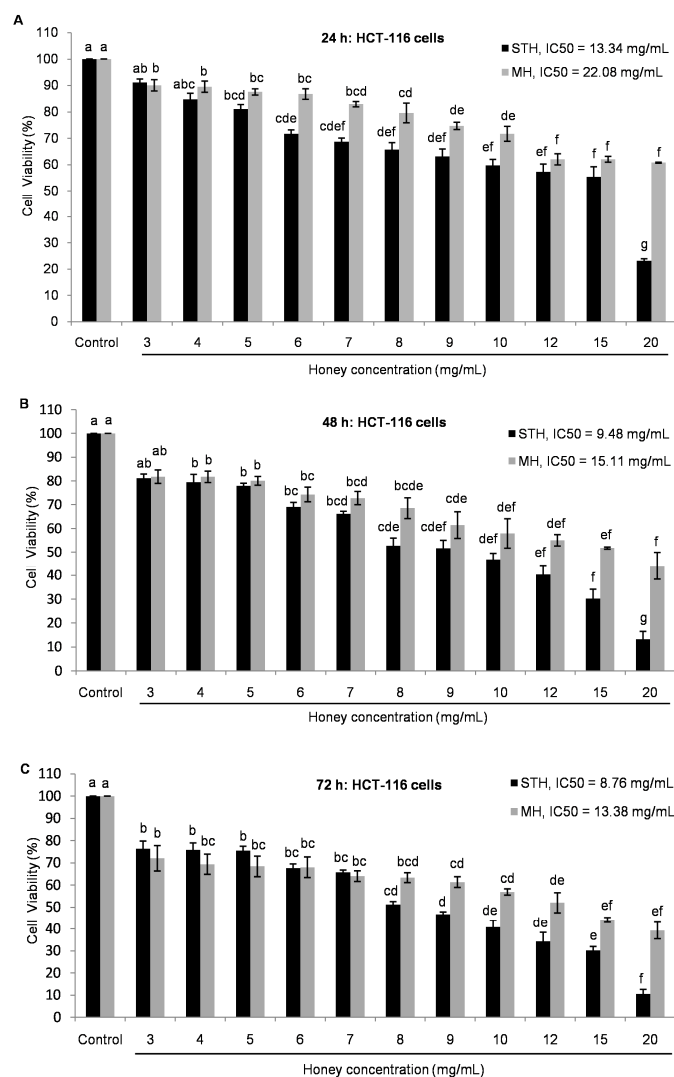 A
24 h: HCT-116 cells
STH, IC50 = 13.34 mg/mL
MH, IC50 = 22.08 mg/mL
Cell Viability (%)
110
100
90
80
70
60
50
40
30
20
10
0
a a
ab b
abc b
bcd bc
cde bc
cdef bcd
def cd
def de
ef de
ef f
f f
g f
Control 3 4 5 6 7 8 9 10 12 15 20
Honey concentration (mg/mL)
B
48 h: HCT-116 cells
STH, IC50 = 9.48 mg/mL
MH, IC50 = 15.11 mg/mL
Cell Viability (%)
110
100
90
80
70
60
50
40
30
20
10
0
a a
ab ab
b b
b b
bc bc
bcd bcd
cde bcde
cdef cde
def def
ef def
f ef
g f
Control 3 4 5 6 7 8 9 10 12 15 20
Honey concentration (mg/mL)
C
72 h: HCT-116 cells
STH, IC50 = 8.76 mg/mL
MH, IC50 = 13.38 mg/mL
Cell Viability (%)
110
100
90
80
70
60
50
40
30
20
10
0
a a
b b
b bc
b bc
bc bc
bc bc
cd bcd
d cd
de cd
de de
e ef
f ef
Control 3 4 5 6 7 8 9 10 12 15 20
Honey concentration (mg/mL)